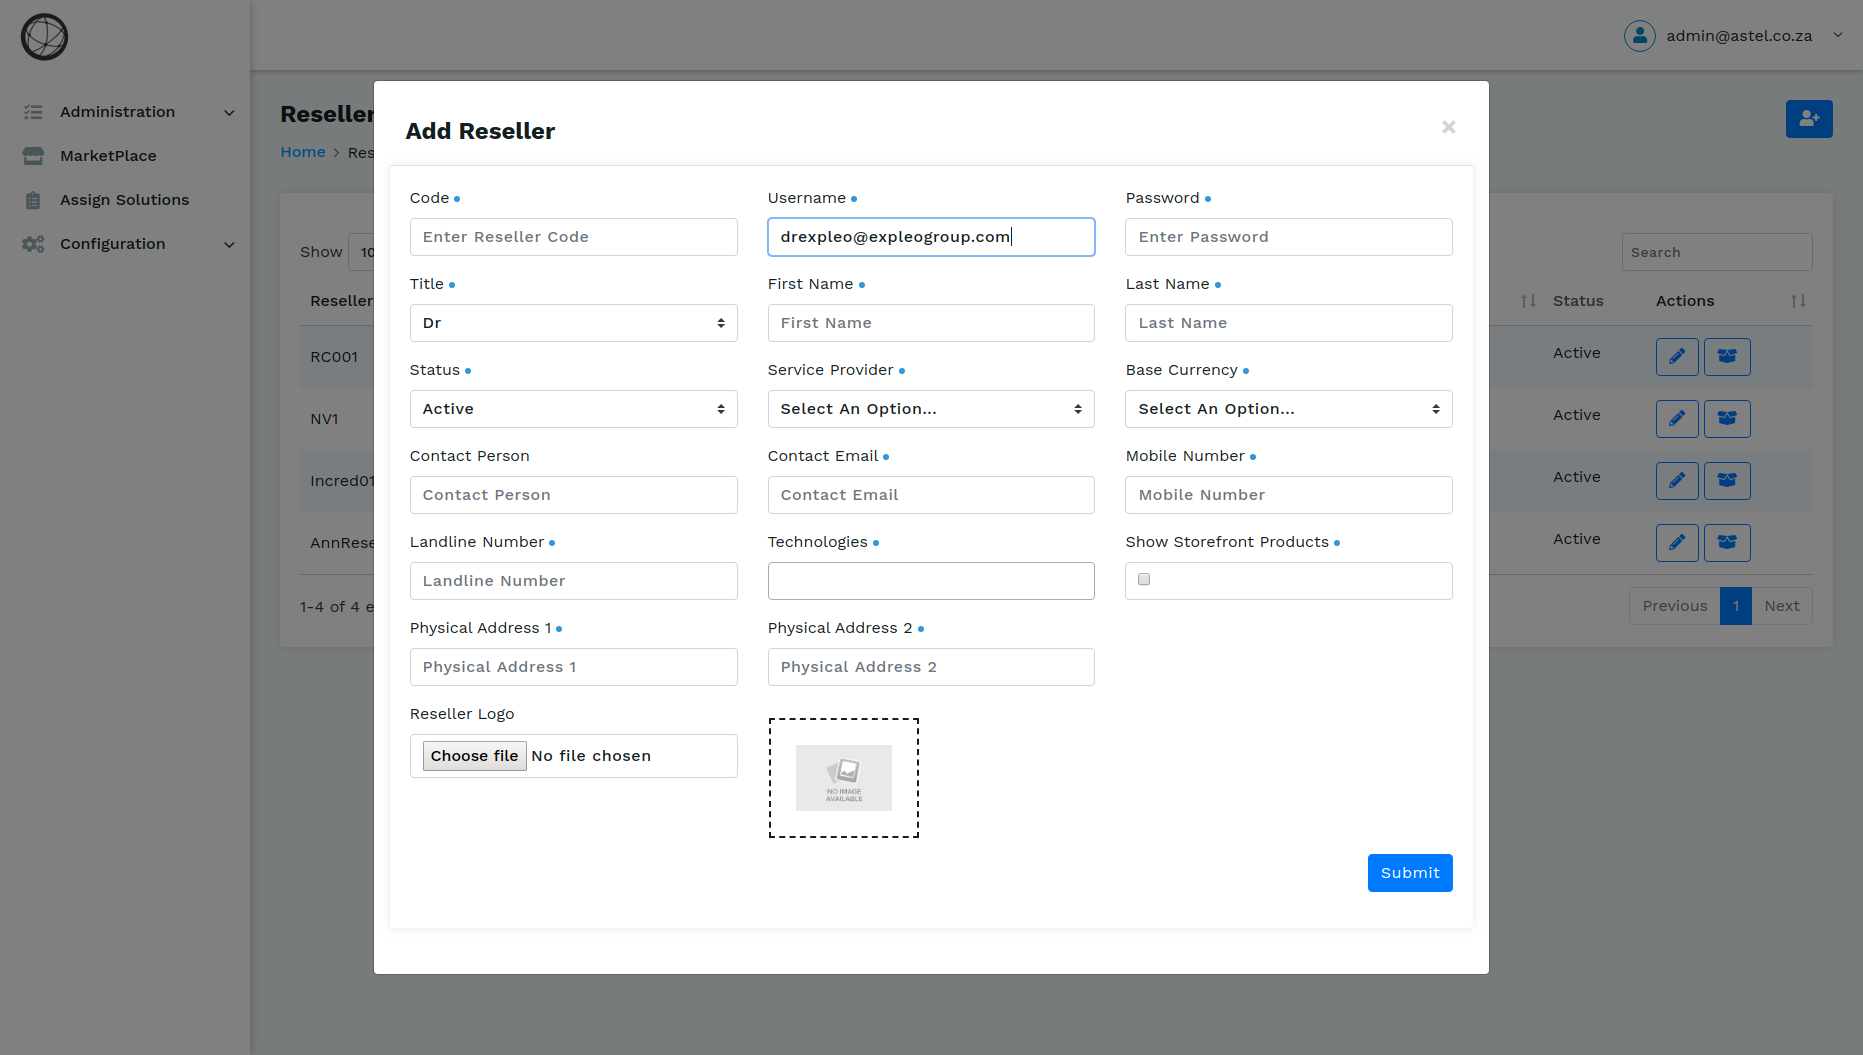 admin@astel.co.za
Administration
MarketPlace
Assign Solutions
Configuration
Reseller
Home > Res
Show 10
Search
Reseller
Status
Actions
RC001
Active
NV1
Active
Incred01
Active
AnnRese
Active
1-4 of 4 e
Previous 1 Next
Add Reseller
×
Code
Username
Password
Enter Reseller Code
drexpleo@expleogroup.com
Enter Password
Title
First Name
Last Name
Dr
First Name
Last Name
Status
Service Provider
Base Currency
Active
Select An Option...
Select An Option...
Contact Person
Contact Email
Mobile Number
Contact Person
Contact Email
Mobile Number
Landline Number
Technologies
Show Storefront Products
Landline Number
Physical Address 1
Physical Address 2
Physical Address 1
Physical Address 2
Reseller Logo
Choose file No file chosen
NO IMAGE
AVAILABLE
Submit